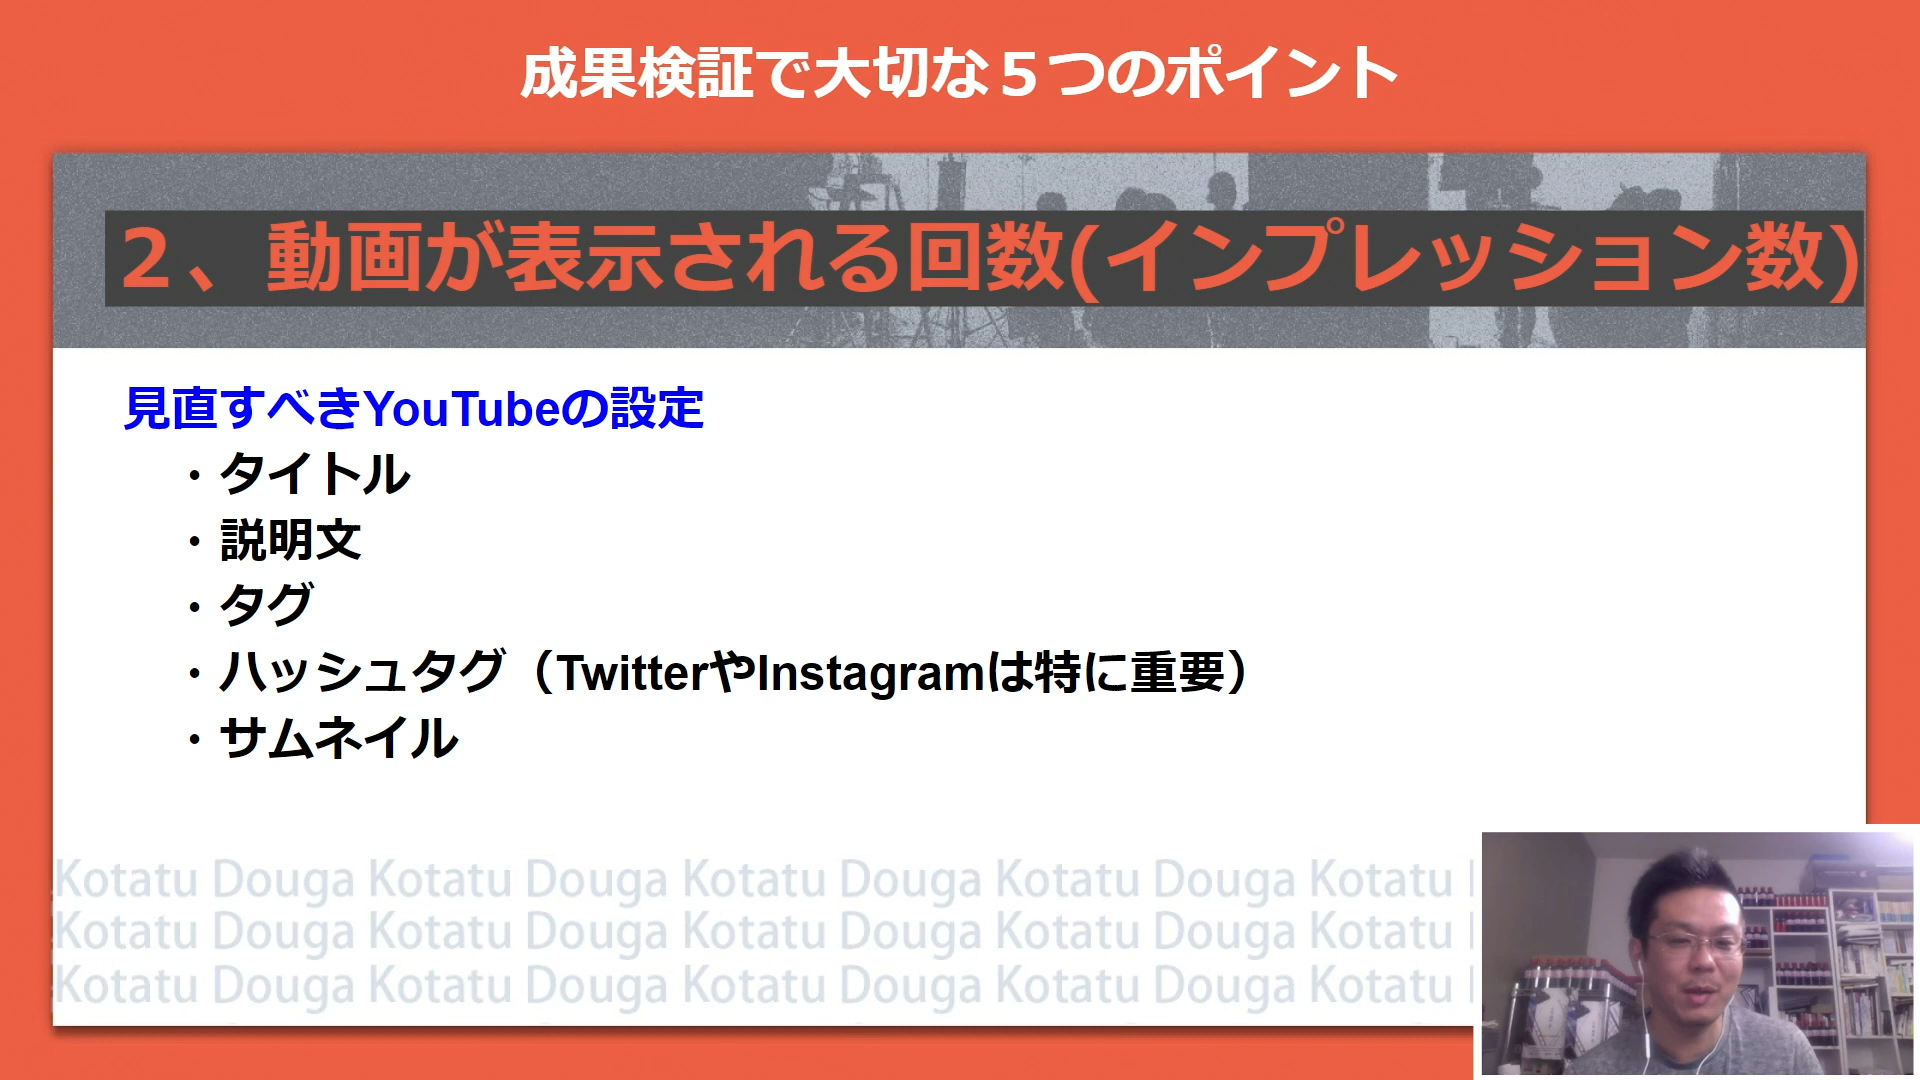 成果検証で大切な５つのポイント
２、動画が表示される回数(インプレッション数)
見直すべきYouTubeの設定
・タイトル
・説明文
・タグ
・ハッシュタグ（TwitterやInstagramは特に重要）
・サムネイル
Kotatu Douga Kotatu Douga Kotatu Douga Kotatu Douga Kotatu
Kotatu Douga Kotatu Douga Kotatu Douga Kotatu Douga Kotatu
Kotatu Douga Kotatu Douga Kotatu Douga Kotatu Douga Kotatu